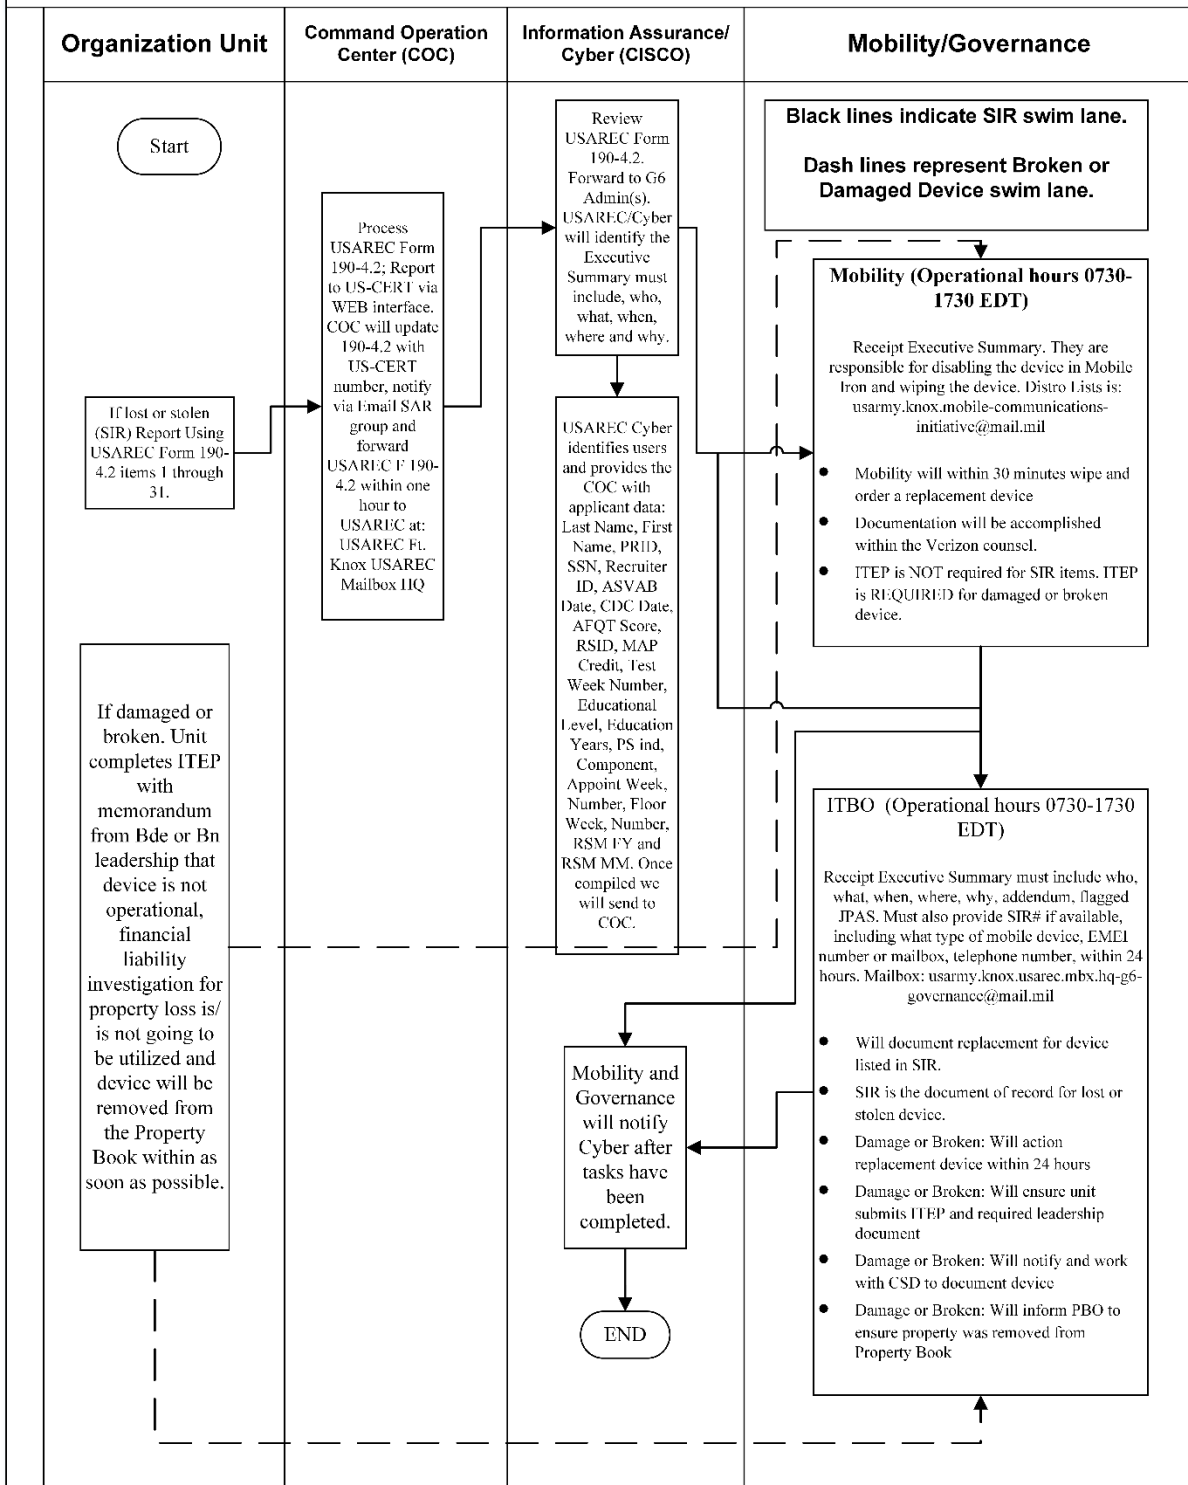 Organization Unit
Command Operation
Center (COC)
Information Assurance/
Cyber (CISCO)
Mobility/Governance
Start
If lost or stolen
(SIR) Report Using
USAREC Form 190-
4.2 items 1 through
31.
If damaged or
broken. Unit
completes ITEP
with
memorandum
from Bde or Bn
leadership that
device is not
operational,
financial
liability
investigation for
property loss is/
is not going to
be utilized and
device will be
removed from
the Property
Book within as
soon as possible.
Process
USAREC Form
190-4.2; Report
to US-CERT via
WEB interface.
COC will update
190-4.2 with
US-CERT
number, notify
via Email SAR
group and
forward
USAREC F 190-
4.2 within one
hour to
USAREC at:
USAREC Ft.
Knox USAREC
Mailbox HQ
Review
USAREC Form
190-4.2.
Forward to G6
Admin(s).
USAREC/Cyber
will identify the
Executive
Summary must
include, who,
what, when,
where and why.
USAREC Cyber
identifies users
and provides the
COC with
applicant data:
Last Name, First
Name, PRID,
SSN, Recruiter
ID, ASVAB
Date, CDC Date,
AFQT Score,
RSID, MAP
Credit, Test
Week Number,
Educational
Level, Education
Years, PS ind,
Component,
Appoint Week,
Number, Floor
Week, Number,
RSM FY and
RSM MM. Once
compiled we
will send to
COC.
Mobility and
Governance
will notify
Cyber after
tasks have
been
completed.
END
Black lines indicate SIR swim lane.
Dash lines represent Broken or
Damaged Device swim lane.
Mobility (Operational hours 0730-
1730 EDT)
Receipt Executive Summary. They are
responsible for disabling the device in Mobile
Iron and wiping the device. Distro Lists is:
usarmy.knox.mobile-communications-
initiative@mail.mil
• Mobility will within 30 minutes wipe and
order a replacement device
• Documentation will be accomplished
within the Verizon counsel.
• ITEP is NOT required for SIR items. ITEP
is REQUIRED for damaged or broken
device.
ITBO (Operational hours 0730-1730
EDT)
Receipt Executive Summary must include who,
what, when, where, why, addendum, flagged
JPAS. Must also provide SIR# if available,
including what type of mobile device, EMEI
number or mailbox, telephone number, within 24
hours. Mailbox: usarmy.knox.usarec.mbx.hq-g6-
governance@mail.mil
• Will document replacement for device
listed in SIR.
• SIR is the document of record for lost or
stolen device.
• Damage or Broken: Will action
replacement device within 24 hours
• Damage or Broken: Will ensure unit
submits ITEP and required leadership
document
• Damage or Broken: Will notify and work
with CSD to document device
• Damage or Broken: Will inform PBO to
ensure property was removed from
Property Book